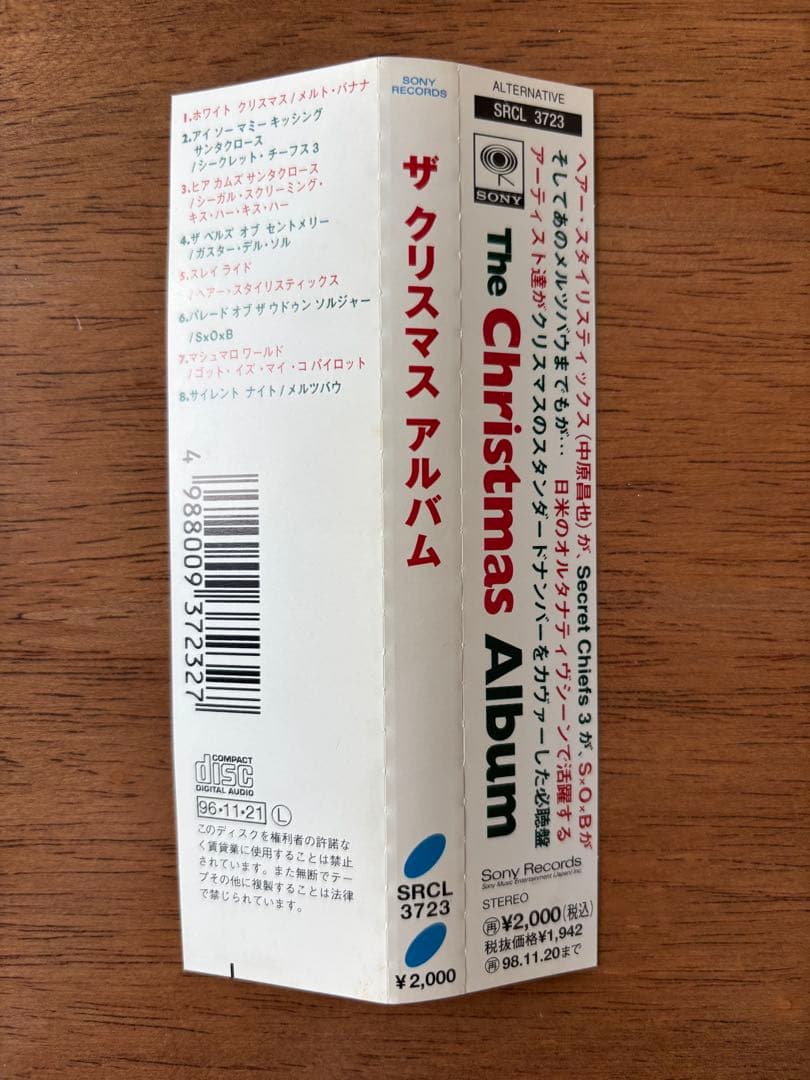 1.ホワイト クリスマス/メルト・バナナ
2.アイ ソー マミー キッシング
サンタクロース
/シークレット・チーフス3
3.ヒア カムズ サンタクロース
/シーガル・スクリーミング・
キス・ハー・キス・ハー
4.ザ ベルズ オブ セントメリー
/ガスター・デル・ソル
5.スレイ ライド
/ヘアー・スタイリスティックス
6.パレード オブ ザ ウドゥン ソルジャー
/SxOxB
7.マシュマロ ワールド
/ゴット・イズ・マイ・コ パイロット
8.サイレント ナイト/メルツバウ
4 988009 372327
COMPACT
disc
DIGITAL AUDIO
96・11・21 L
このディスクを権利者の許諾な
く賃貸業に使用することは禁止
されています。また無断でテー
プその他に複製することは法律
で禁じられています。
SONY
RECORDS
ザ クリスマス アルバム
SRCL
3723
¥2,000
ALTERNATIVE
SRCL 3723
SONY
ヘアー・スタイリスティックス(中原昌也)が、Secret Chiefs 3が、SxOxBが
そしてあのメルツバウまでもが… 日米のオルタナティヴシーンで活躍する
アーティスト達がクリスマスのスタンダードナンバーをカヴァーした必聴盤
The Christmas Album
Sony Records
Sony Music Entertainment (Japan) Inc.
STEREO
再¥2,000(税込)
税抜価格¥1,942
再98.11.20まで